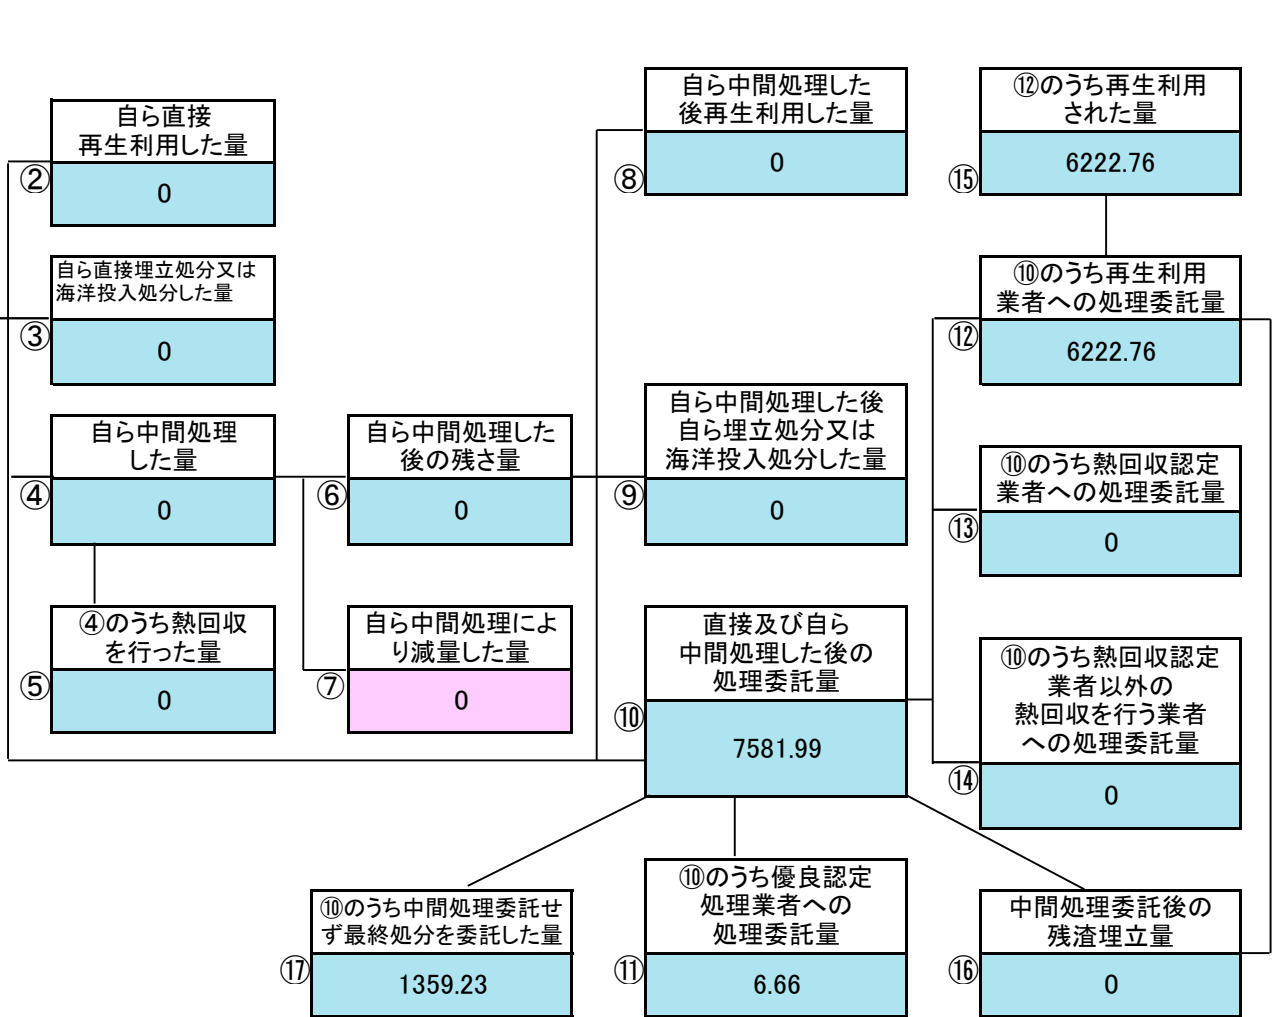 自ら直接
再生利用した量
②
0
自ら直接埋立処分又は
海洋投入処分した量
③
0
自ら中間処理
した量
④
0
④のうち熱回収
を行った量
⑤
0
自ら中間処理した
後の残さ量
⑥
0
自ら中間処理によ
り減量した量
⑦
0
自ら中間処理した
後再生利用した量
⑧
0
自ら中間処理した後
自ら埋立処分又は
海洋投入処分した量
⑨
0
直接及び自ら
中間処理した後の
処理委託量
⑩
7581.99
⑫のうち再生利用
された量
⑮
6222.76
⑩のうち再生利用
業者への処理委託量
⑫
6222.76
⑩のうち熱回収認定
業者への処理委託量
⑬
0
⑩のうち熱回収認定
業者以外の
熱回収を行う業者
への処理委託量
⑭
0
⑩のうち中間処理委託せ
ず最終処分を委託した量
⑰
1359.23
⑩のうち優良認定
処理業者への
処理委託量
⑪
6.66
中間処理委託後の
残渣埋立量
⑯
0